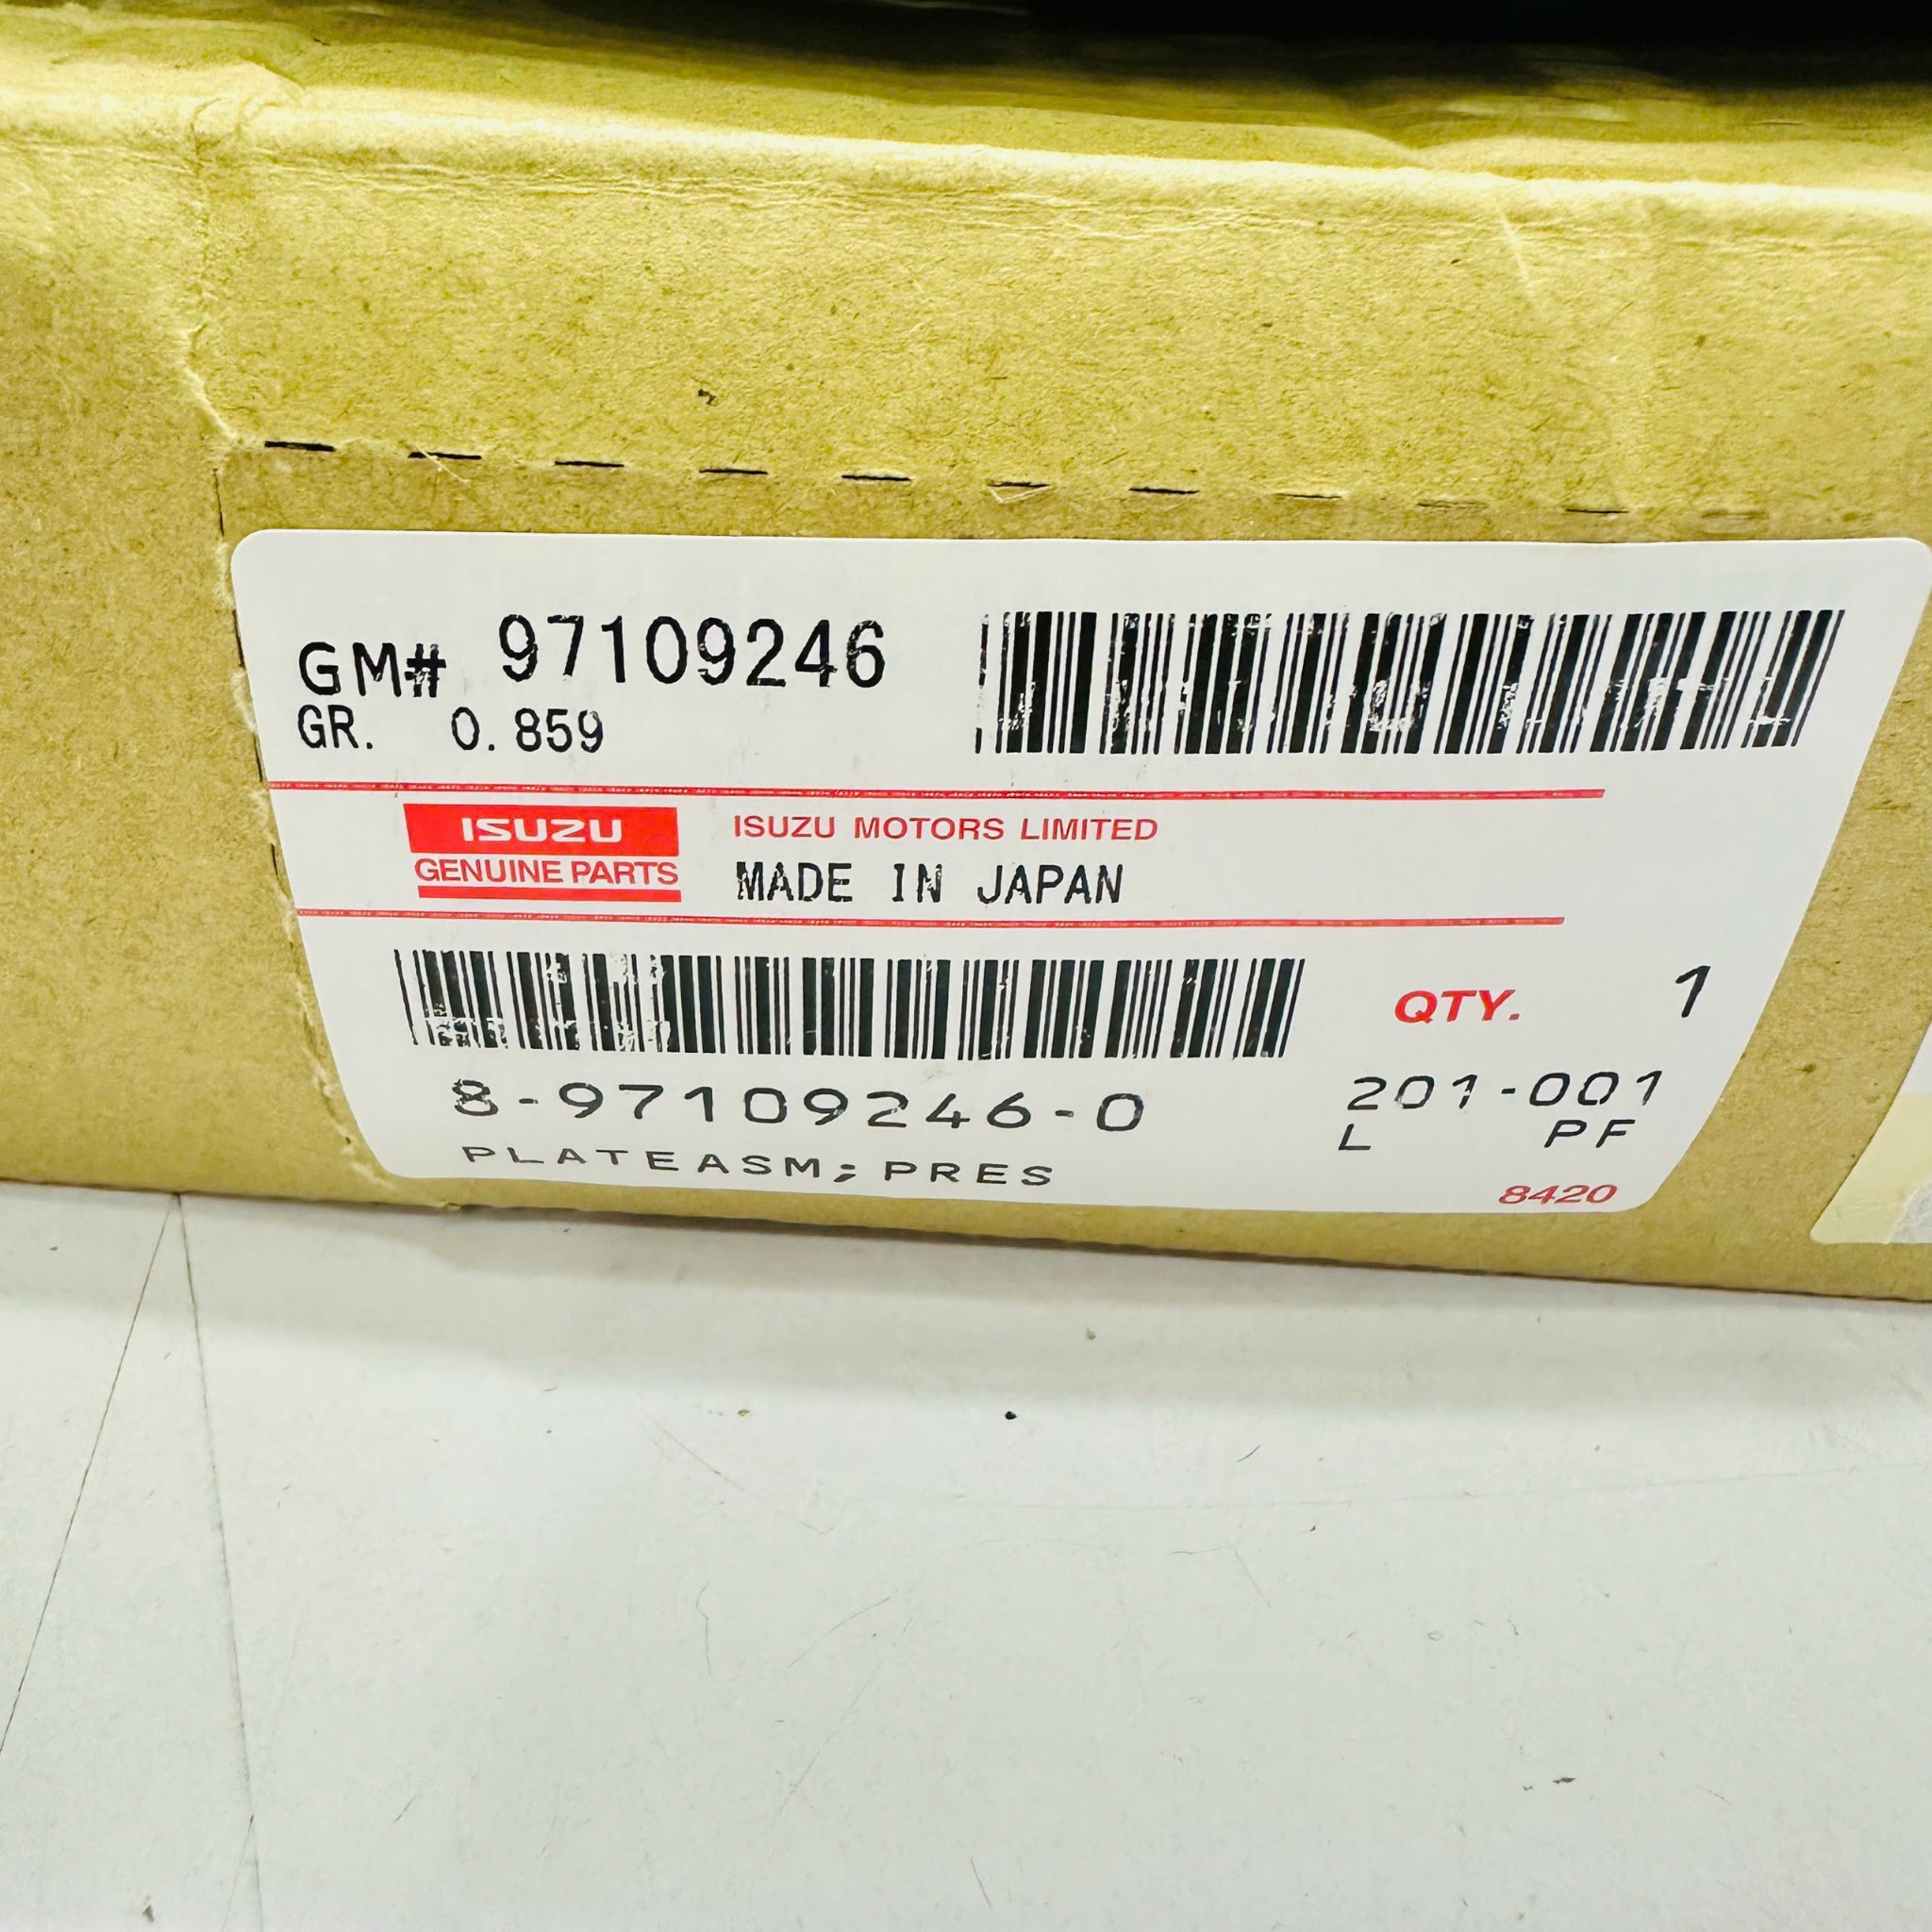 GM# 97109246
GR. 0.859
ISUZU
GENUINE PARTS
ISUZU MOTORS LIMITED
MADE IN JAPAN
QTY. 1
8-97109246-0
PLATEASM;PRES
201-001
L PF
8420